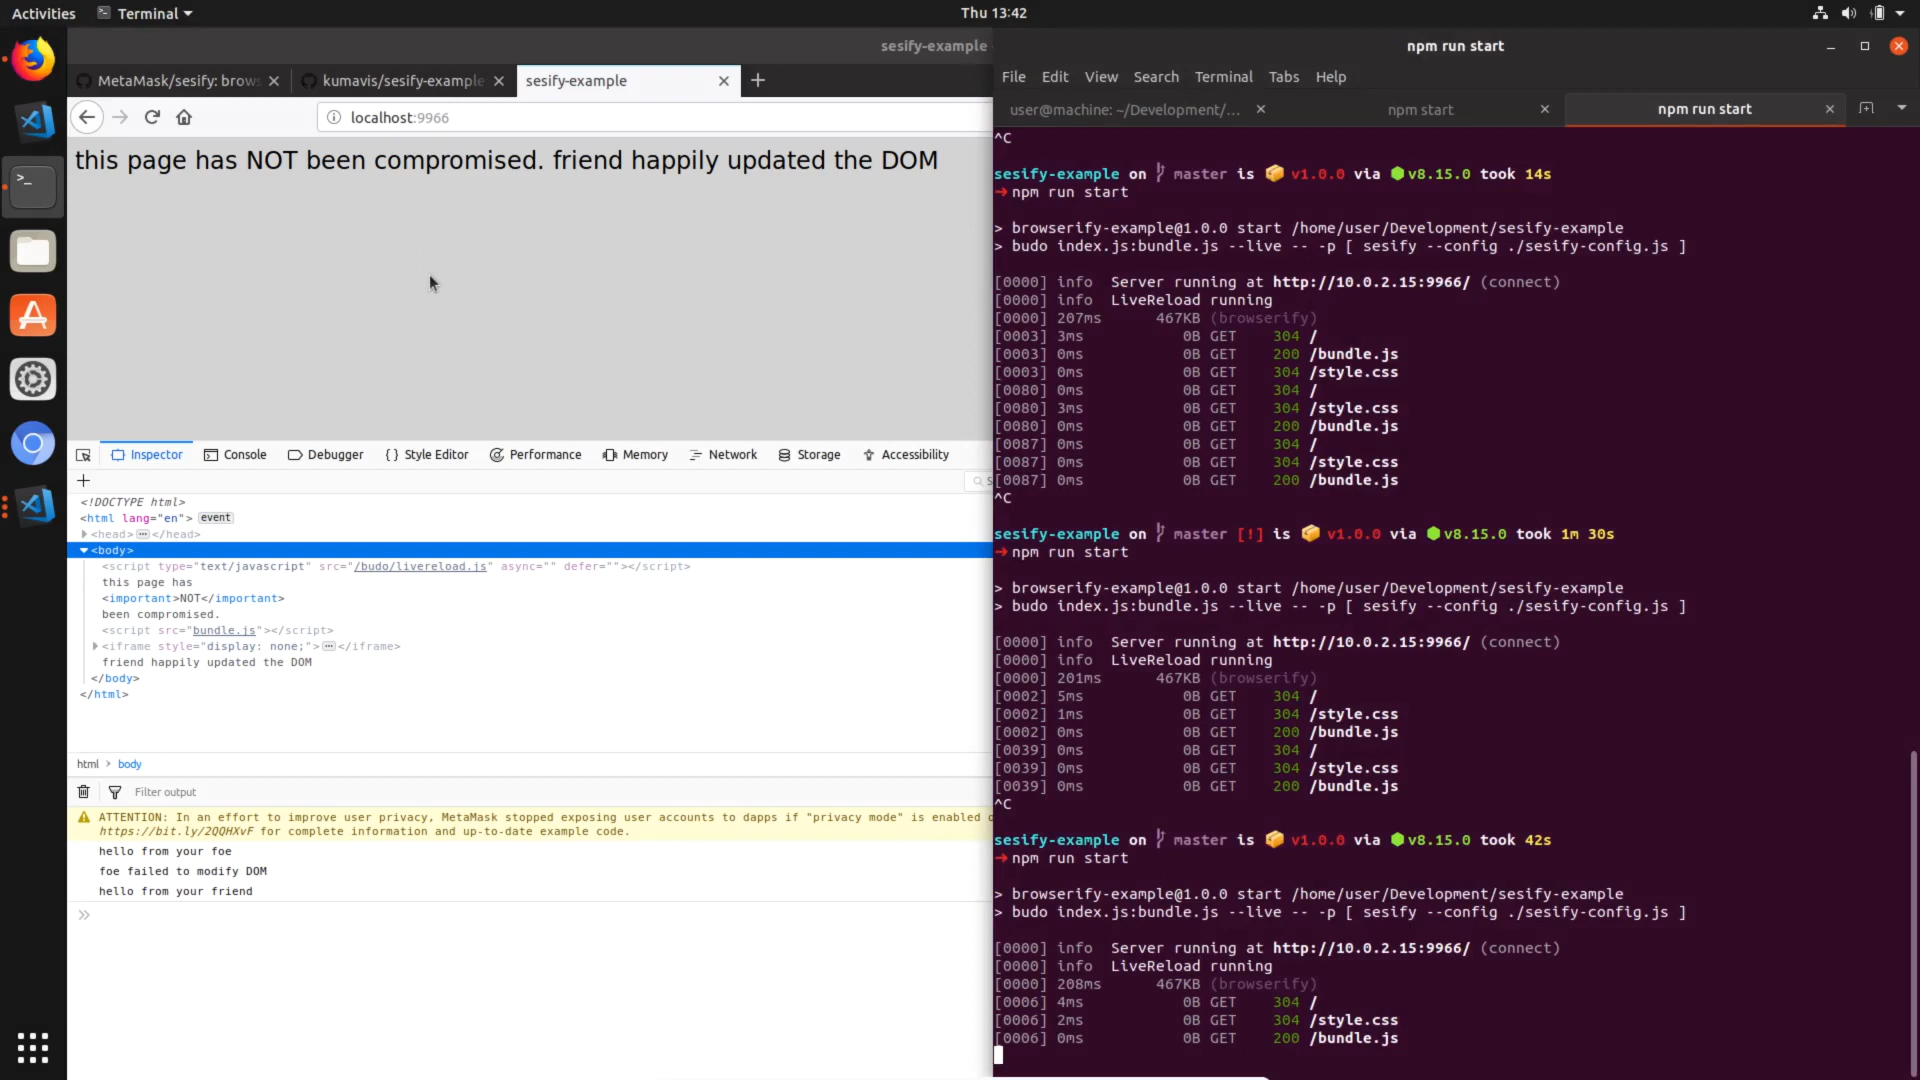 Activities Terminal Thu 13:42
sesify-example
MetaMask/sesify: brows
kumavis/sesify-example
sesify-example
localhost:9966
this page has NOT been compromised. friend happily updated the DOM
Inspector Console Debugger Style Editor Performance Memory Network Storage Accessibility
<!DOCTYPE html>
<html lang="en"> event
<head></head>
<body>
<script type="text/javascript" src="/budo/livereload.js" async="" defer=""></script>
this page has
<important>NOT</important>
been compromised.
<script src="bundle.js"></script>
<iframe style="display: none;"></iframe>
friend happily updated the DOM
</body>
</html>
html > body
Filter output
ATTENTION: In an effort to improve user privacy, MetaMask stopped exposing user accounts to dapps if "privacy mode" is enabled
https://bit.ly/2QQHXvF for complete information and up-to-date example code.
hello from your foe
foe failed to modify DOM
hello from your friend
npm run start
File Edit View Search Terminal Tabs Help
user@machine: ~/Development/...
npm start
npm run start
^C
sesify-example on master is v1.0.0 via v8.15.0 took 14s
➜ npm run start
> browserify-example@1.0.0 start /home/user/Development/sesify-example
> budo index.js:bundle.js --live -- -p [ sesify --config ./sesify-config.js ]
[0000] info Server running at http://10.0.2.15:9966/ (connect)
[0000] info LiveReload running
[0000] 207ms 467KB (browserify)
[0003] 3ms 0B GET 304 /
[0003] 0ms 0B GET 200 /bundle.js
[0003] 0ms 0B GET 304 /style.css
[0080] 0ms 0B GET 304 /
[0080] 3ms 0B GET 304 /style.css
[0080] 0ms 0B GET 200 /bundle.js
[0087] 0ms 0B GET 304 /
[0087] 0ms 0B GET 304 /style.css
[0087] 0ms 0B GET 200 /bundle.js
^C
sesify-example on master [!] is v1.0.0 via v8.15.0 took 1m 30s
➜ npm run start
> browserify-example@1.0.0 start /home/user/Development/sesify-example
> budo index.js:bundle.js --live -- -p [ sesify --config ./sesify-config.js ]
[0000] info Server running at http://10.0.2.15:9966/ (connect)
[0000] info LiveReload running
[0000] 201ms 467KB (browserify)
[0002] 5ms 0B GET 304 /
[0002] 1ms 0B GET 304 /style.css
[0002] 0ms 0B GET 200 /bundle.js
[0039] 0ms 0B GET 304 /
[0039] 0ms 0B GET 304 /style.css
[0039] 0ms 0B GET 200 /bundle.js
^C
sesify-example on master is v1.0.0 via v8.15.0 took 42s
➜ npm run start
> browserify-example@1.0.0 start /home/user/Development/sesify-example
> budo index.js:bundle.js --live -- -p [ sesify --config ./sesify-config.js ]
[0000] info Server running at http://10.0.2.15:9966/ (connect)
[0000] info LiveReload running
[0000] 208ms 467KB (browserify)
[0006] 4ms 0B GET 304 /
[0006] 2ms 0B GET 304 /style.css
[0006] 0ms 0B GET 200 /bundle.js